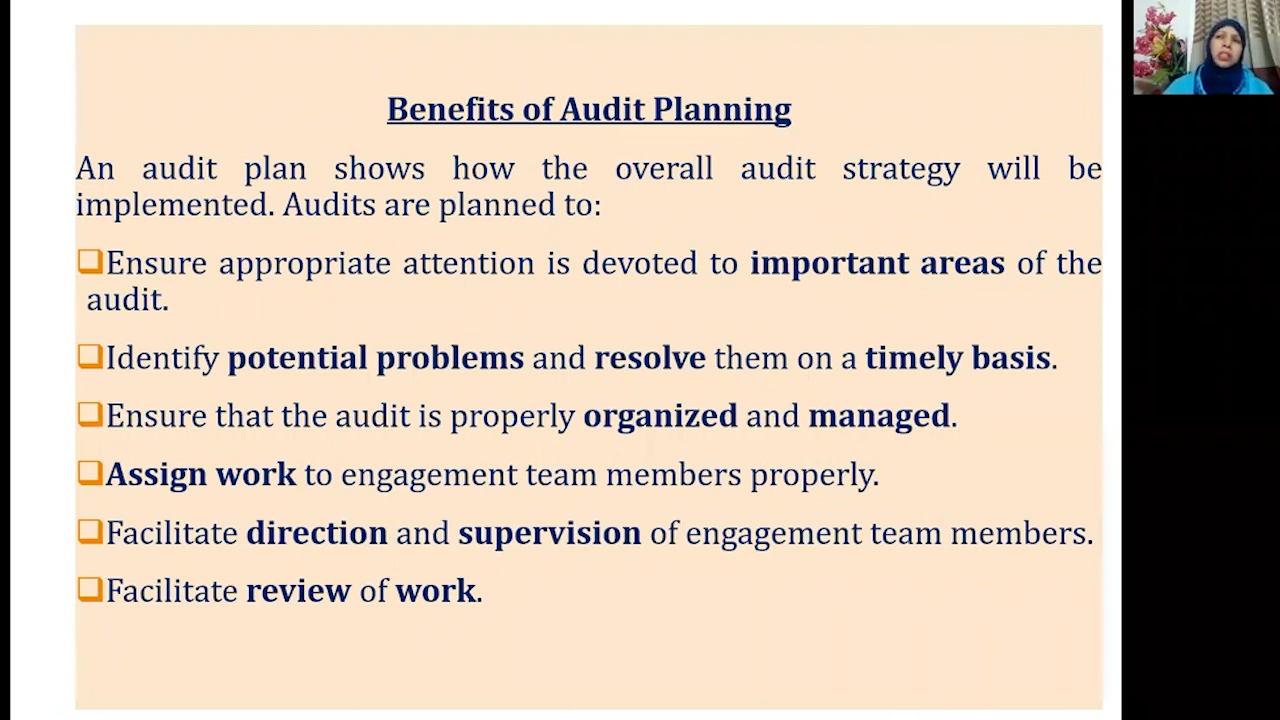 Benefits of Audit Planning
An audit plan shows how the overall audit strategy will be
implemented. Audits are planned to:
❑Ensure appropriate attention is devoted to important areas of the
audit.
❑Identify potential problems and resolve them on a timely basis.
❑Ensure that the audit is properly organized and managed.
❑Assign work to engagement team members properly.
❑Facilitate direction and supervision of engagement team members.
❑Facilitate review of work.